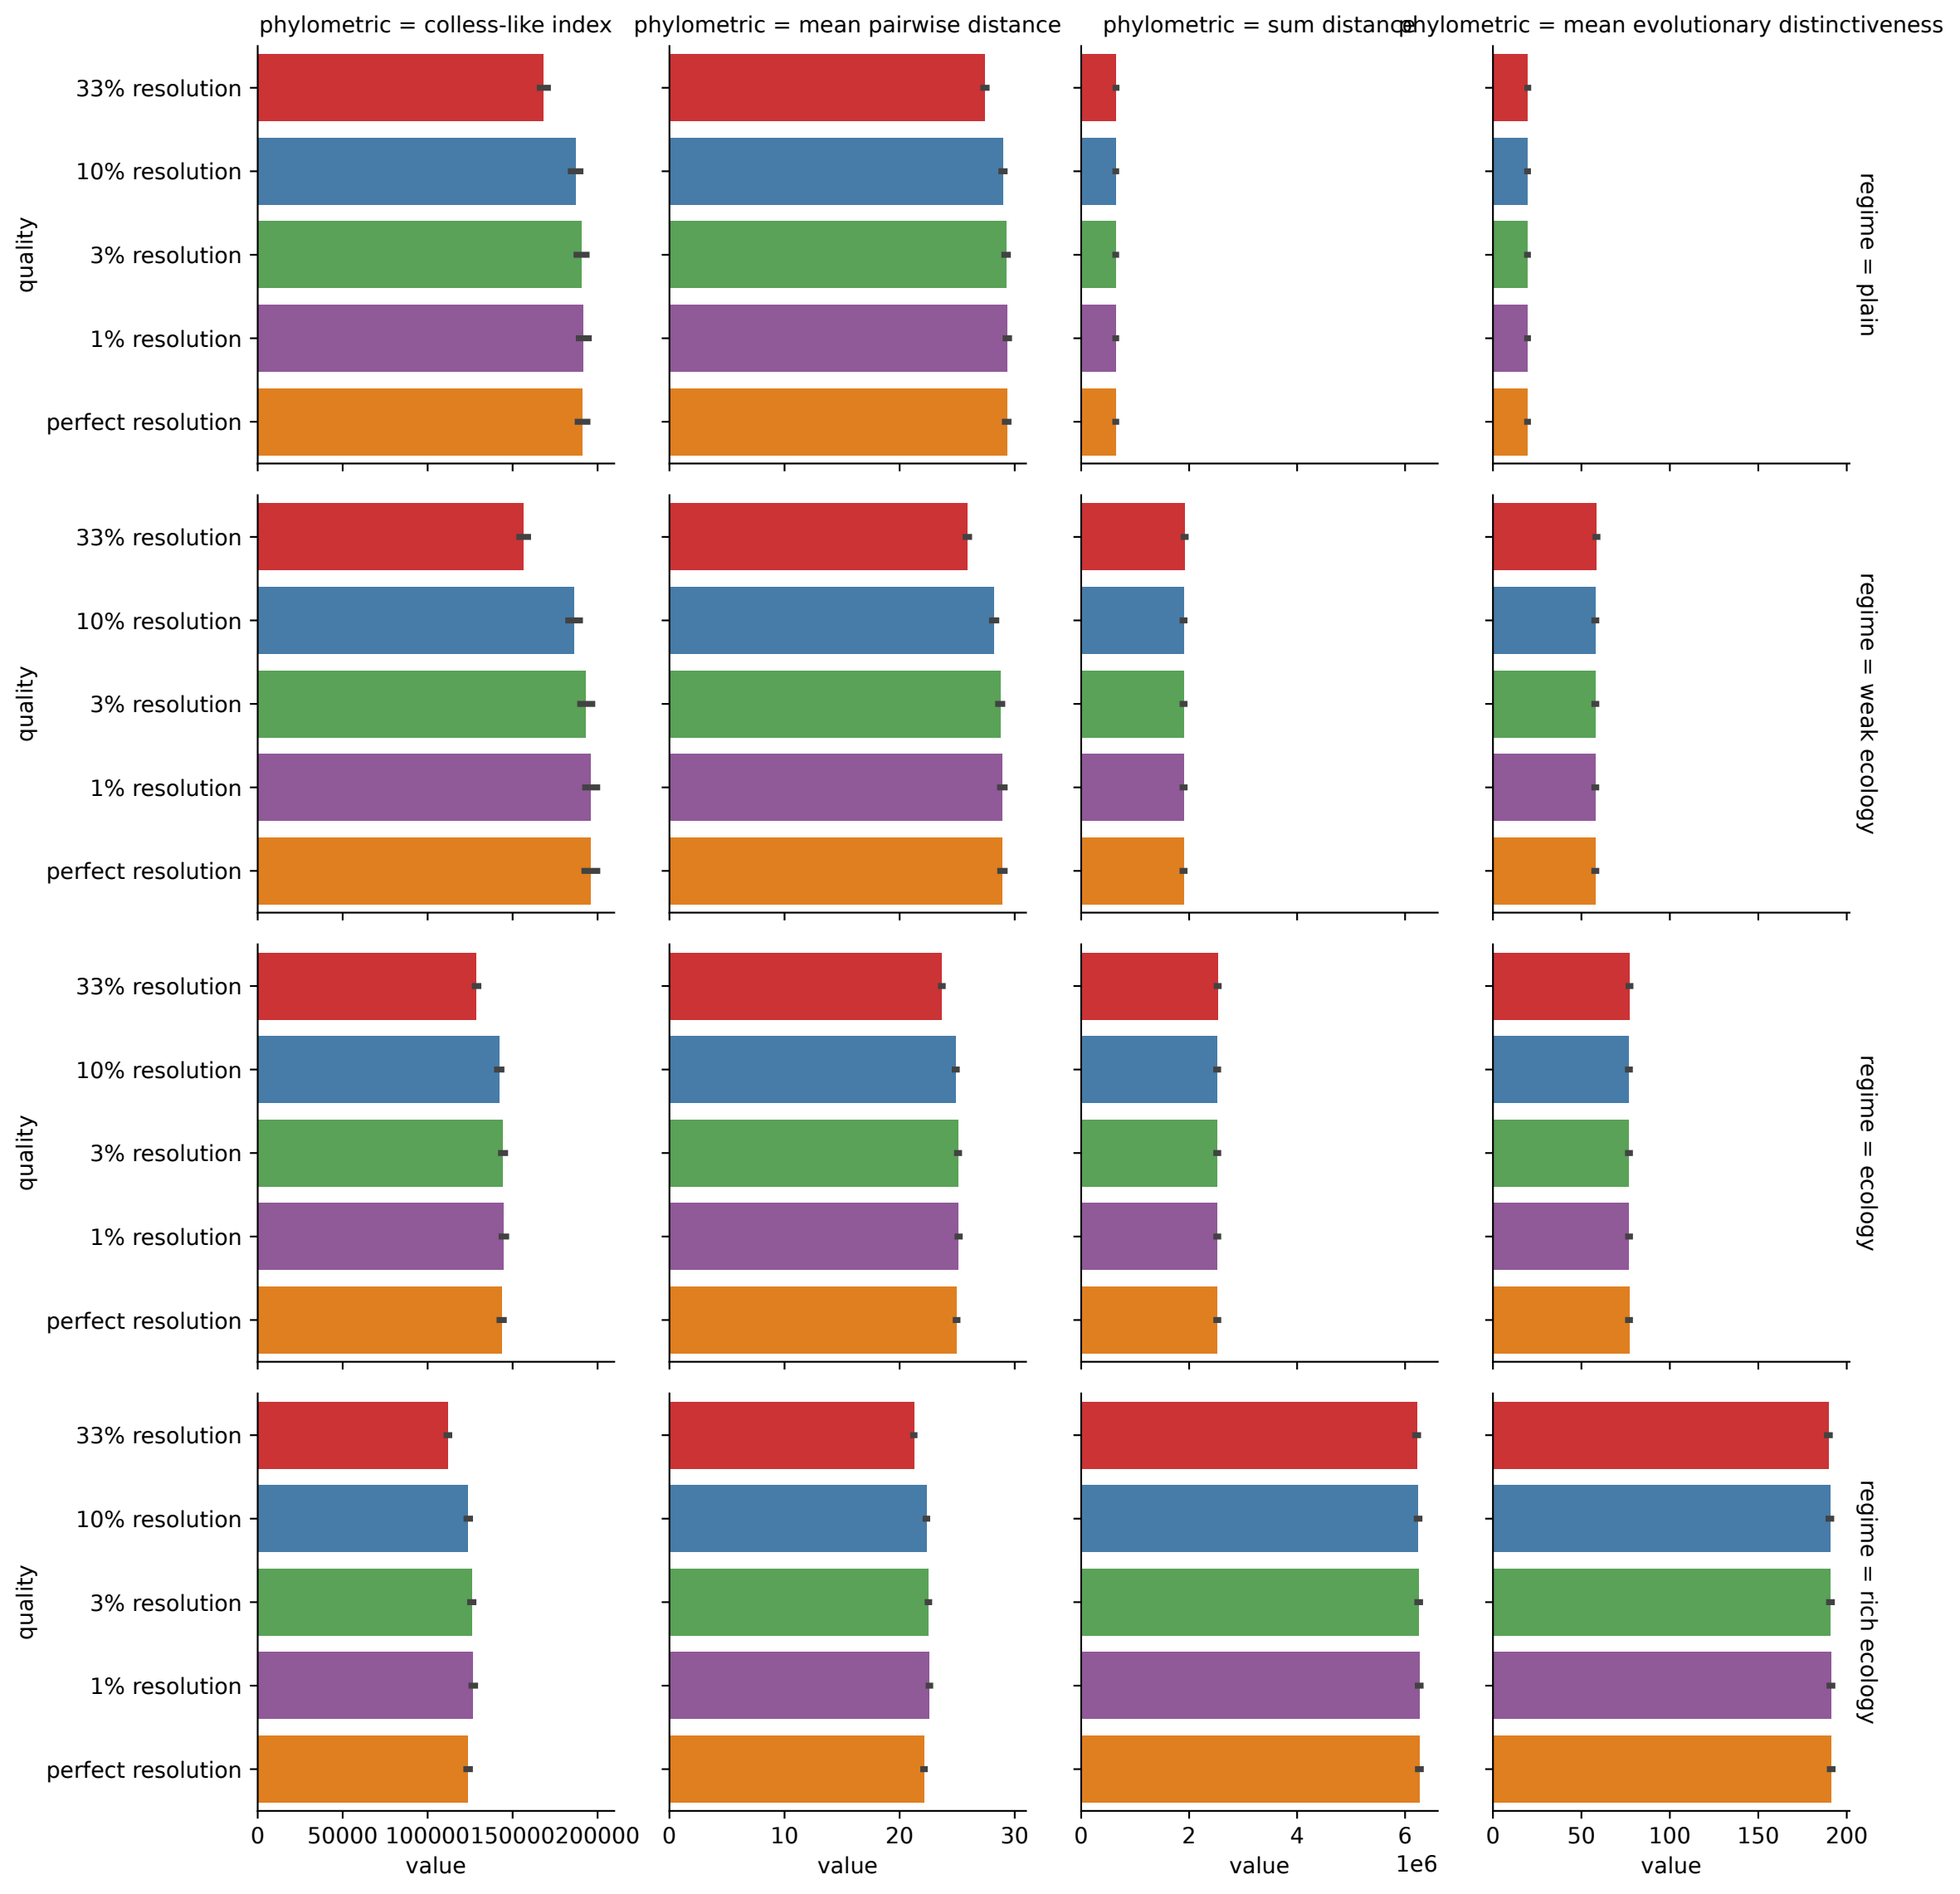 phylometric = colless-like index
phylometric = mean pairwise distance
phylometric = sum distance
phylometric = mean evolutionary distinctiveness
quality
33% resolution
10% resolution
3% resolution
1% resolution
perfect resolution
regime = plain
quality
33% resolution
10% resolution
3% resolution
1% resolution
perfect resolution
regime = weak ecology
quality
33% resolution
10% resolution
3% resolution
1% resolution
perfect resolution
regime = ecology
quality
33% resolution
10% resolution
3% resolution
1% resolution
perfect resolution
regime = rich ecology
0 50000 100000 150000 200000
value
0 10 20 30
value
0 2 4 6
1e6
value
0 50 100 150 200
value